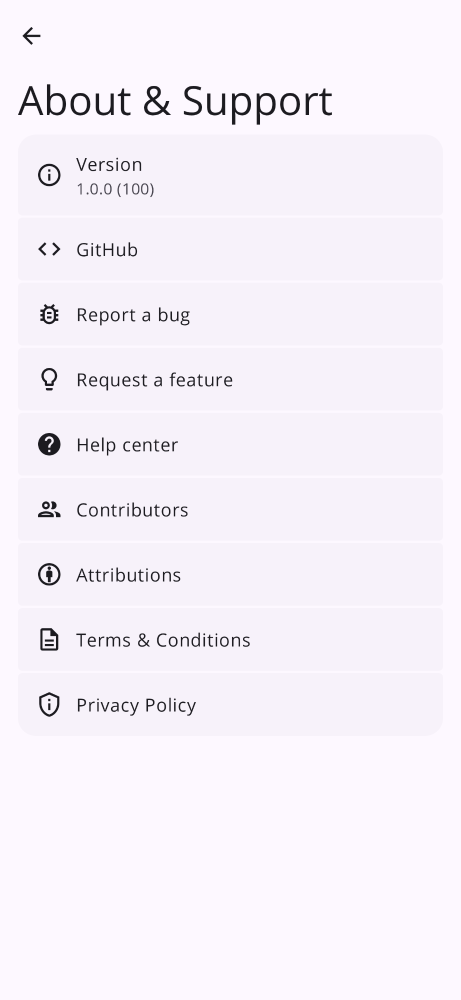 About & Support
Version
1.0.0 (100)
GitHub
Report a bug
Request a feature
Help center
Contributors
Attributions
Terms & Conditions
Privacy Policy